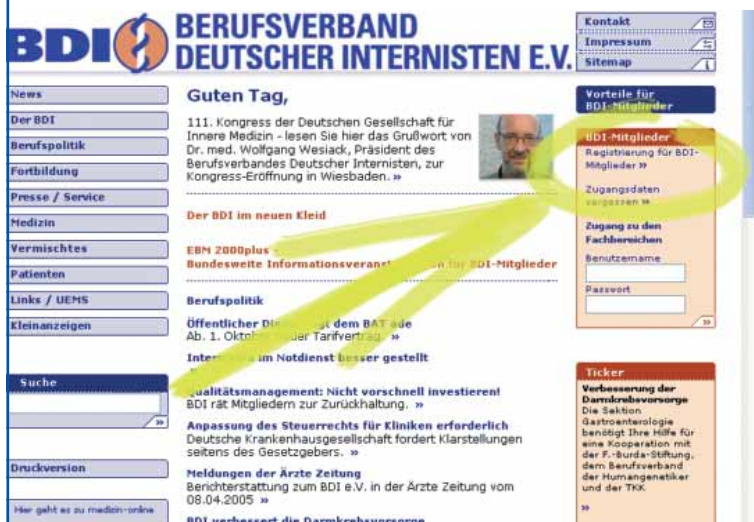 BDI BERUFSVERBAND
DEUTSCHER INTERNISTEN E.V.
Kontakt
Impressum
Sitemap
News
Der BDI
Berufspolitik
Fortbildung
Presse / Service
Medizin
Vermischtes
Patienten
Links / UEMS
Kleinanzeigen
Suche
Druckversion
Hier geht es zu medizin-online
Guten Tag,
111. Kongress der Deutschen Gesellschaft für
Innere Medizin - lesen Sie hier das Grußwort von
Dr. med. Wolfgang Wesiack, Präsident des
Berufsverbandes Deutscher Internisten, zur
Kongress-Eröffnung in Wiesbaden. »
Der BDI im neuen Kleid
EBM 2000plus -
Bundesweite für BDI-Mitglieder
Berufspolitik
Öffentlicher dem BAT ade
Ab. 1. Oktober neuer Tarifvertrag. »
im Notdienst besser gestellt
Qualitätsmanagement: Nicht vorschnell investieren!
BDI rät Mitgliedern zur Zurückhaltung. »
Anpassung des Steuerrechts für Kliniken erforderlich
Deutsche Krankenhausgesellschaft fordert Klarstellungen
seitens des Gesetzgebers. »
Meldungen der Ärzte Zeitung
Berichterstattung zum BDI e.V. in der Ärzte Zeitung vom
08.04.2005 »
BDI verbessert die Darmkrebsvorsorge
Vorteile für
BDI-Mitglieder
BDI-Mitglieder
Registrierung für BDI-
Mitglieder »
Zugangsdaten
vergessen »
Zugang zu den
Fachbereichen
Benutzername
Passwort
»
Ticker
Verbesserung der
Darmkrebsvorsorge
Die Sektion
Gastroenterologie
benötigt Ihre Hilfe für
eine Kooperation mit
der F.-Burda-Stiftung,
dem Berufsverband
der Humangenetiker
und der TKK
»